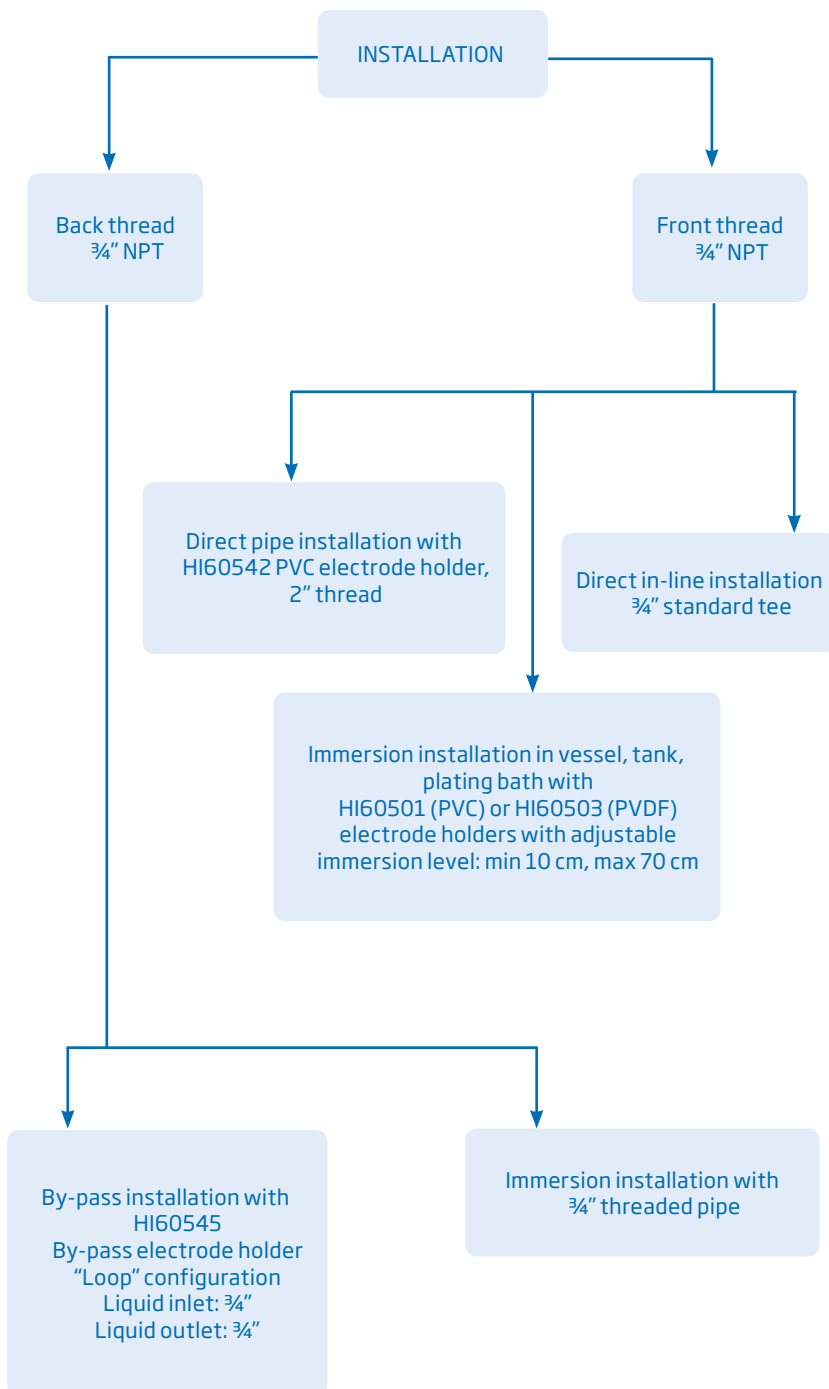 INSTALLATION
Back thread
¾” NPT
Front thread
¾” NPT
Direct pipe installation with
HI60542 PVC electrode holder,
2” thread
Direct in-line installation
¾” standard tee
Immersion installation in vessel, tank,
plating bath with
HI60501 (PVC) or HI60503 (PVDF)
electrode holders with adjustable
immersion level: min 10 cm, max 70 cm
By-pass installation with
HI60545
By-pass electrode holder
“Loop” configuration
Liquid inlet: ¾”
Liquid outlet: ¾”
Immersion installation with
¾” threaded pipe